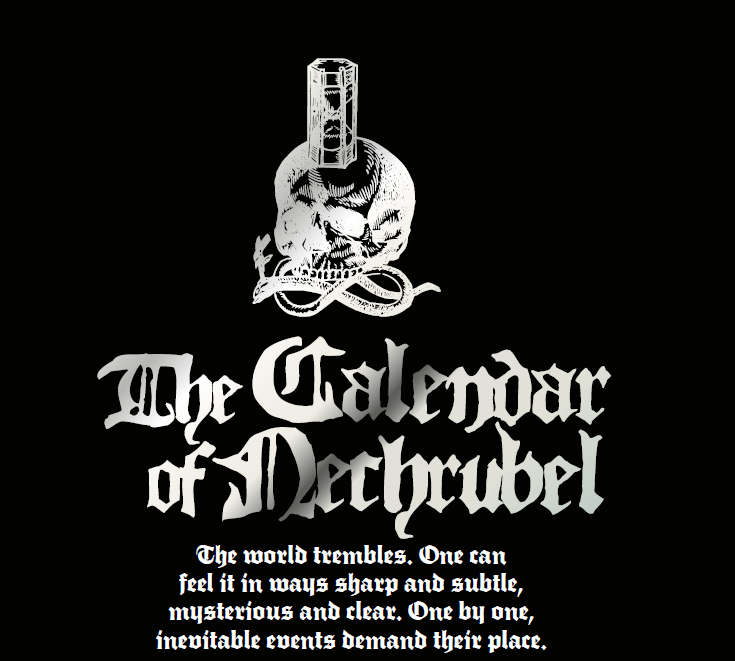 The Calendar
of Nechrubel
The world trembles. One can
feel it in ways sharp and subtle,
mysterious and clear. One by one,
inevitable events demand their place.